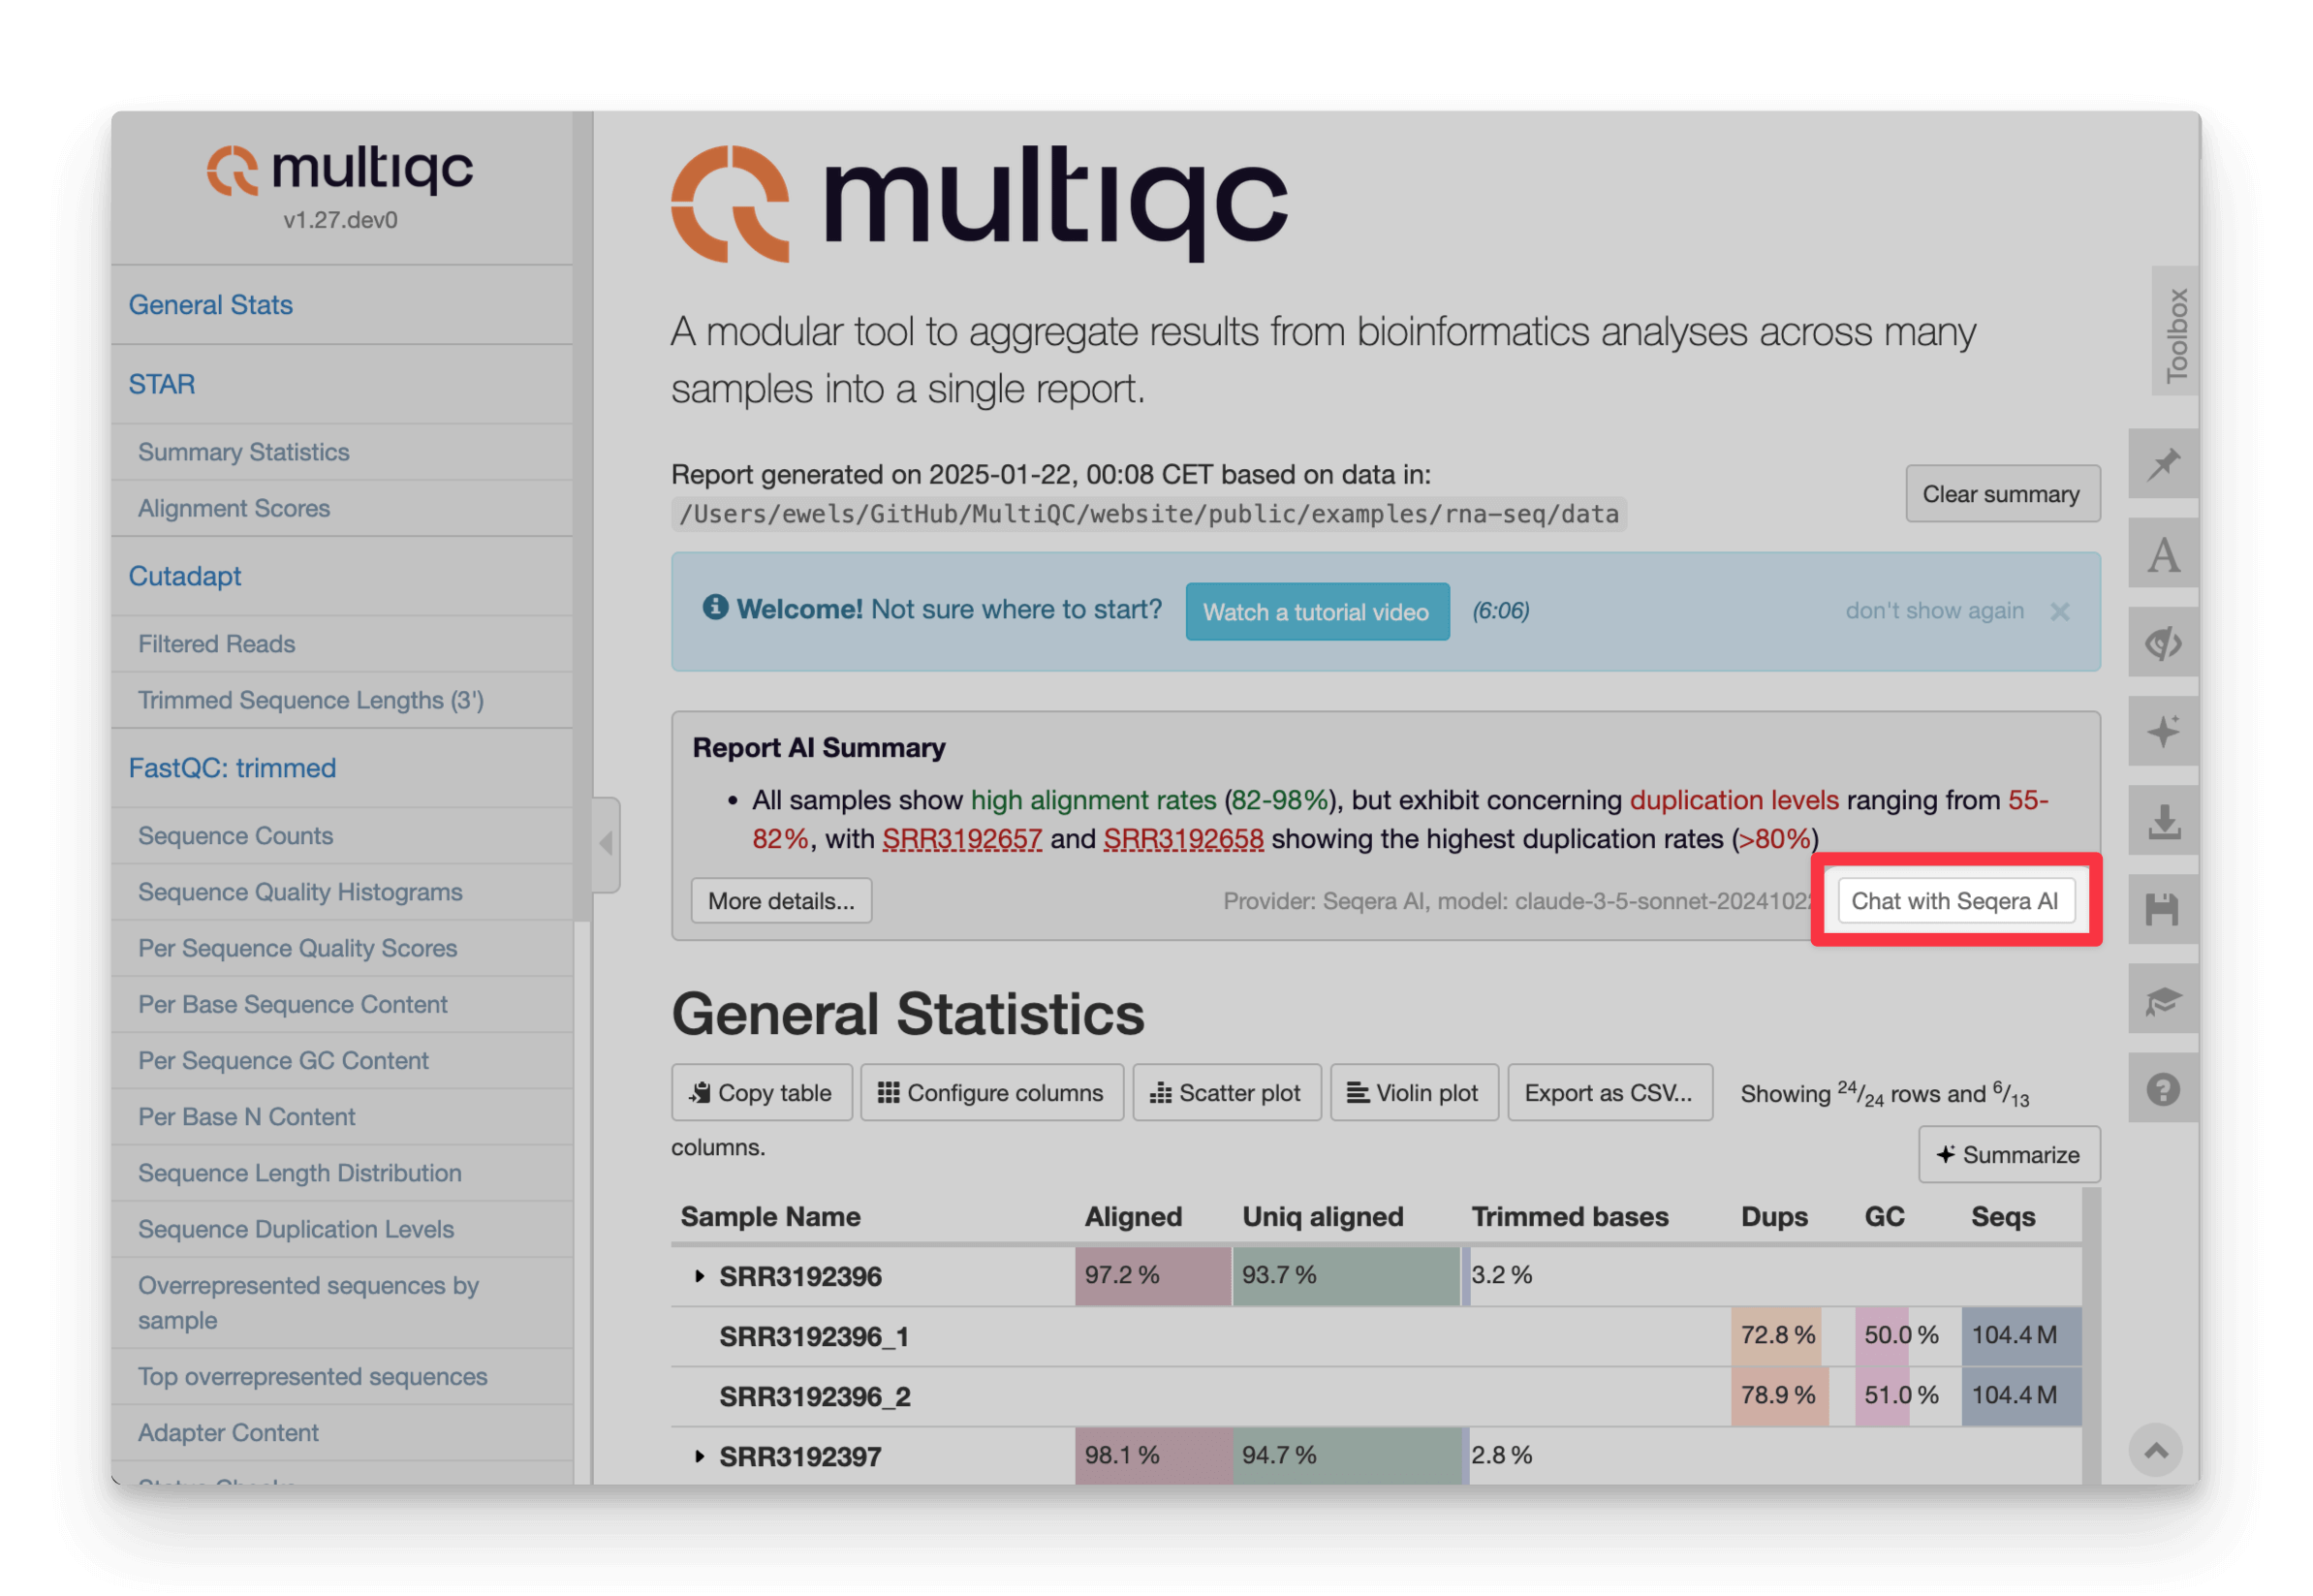 multiqc
v1.27.dev0
General Stats
STAR
Summary Statistics
Alignment Scores
Cutadapt
Filtered Reads
Trimmed Sequence Lengths (3')
FastQC: trimmed
Sequence Counts
Sequence Quality Histograms
Per Sequence Quality Scores
Per Base Sequence Content
Per Sequence GC Content
Per Base N Content
Sequence Length Distribution
Sequence Duplication Levels
Overrepresented sequences by
sample
Top overrepresented sequences
Adapter Content
multiqc
A modular tool to aggregate results from bioinformatics analyses across many
samples into a single report.
Report generated on 2025-01-22, 00:08 CET based on data in:
/Users/ewels/GitHub/MultiQC/website/public/examples/rna-seq/data
Clear summary
Welcome! Not sure where to start? Watch a tutorial video (6:06) don't show again ×
Report AI Summary
• All samples show high alignment rates (82-98%), but exhibit concerning duplication levels ranging from 55-
82%, with SRR3192657 and SRR3192658 showing the highest duplication rates (>80%)
More details... Provider: Seqera AI, model: claude-3-5-sonnet-2024102 Chat with Seqera AI
General Statistics
Copy table Configure columns Scatter plot Violin plot Export as CSV... Showing 24/24 rows and 6/13
columns.
Summarize
Sample Name Aligned Uniq aligned Trimmed bases Dups GC Seqs
SRR3192396 97.2 % 93.7 % 3.2 %
SRR3192396_1 72.8 % 50.0 % 104.4 M
SRR3192396_2 78.9 % 51.0 % 104.4 M
SRR3192397 98.1 % 94.7 % 2.8 %
Toolbox
A
?